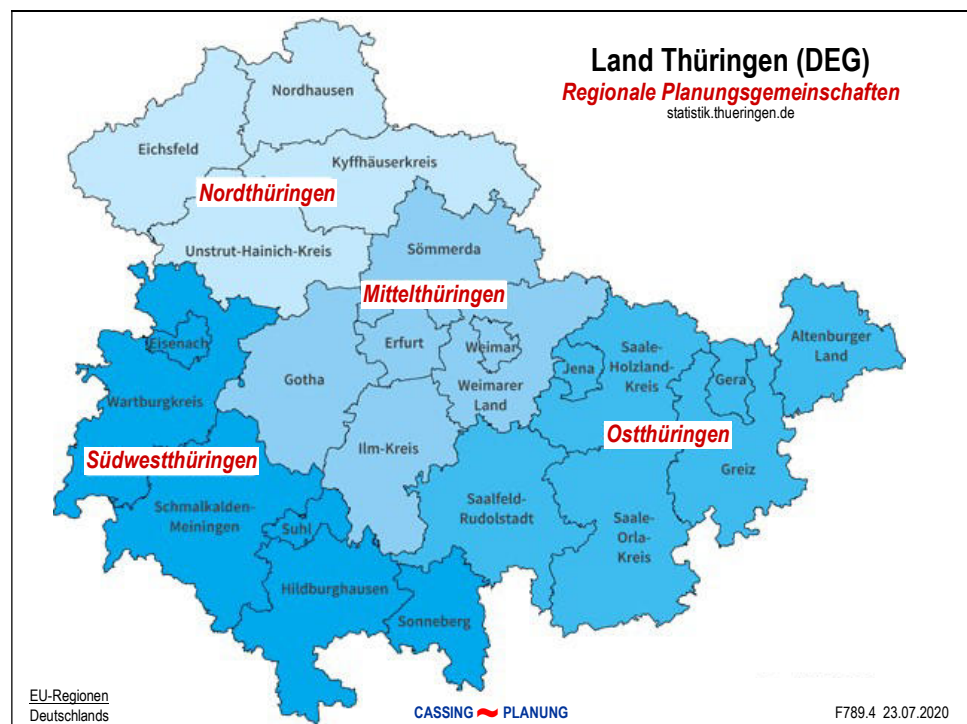 Land Thüringen (DEG)
Regionale Planungsgemeinschaften
statistik.thueringen.de
Nordhausen
Eichsfeld
Kyffhäuserkreis
Nordthüringen
Unstrut-Hainich-Kreis
Sömmerda
Mittelthüringen
Eisenach
Erfurt
Weimar
Gotha
Weimarer
Land
Jena
Saale-
Holzland-
Kreis
Gera
Altenburger
Land
Wartburgkreis
Südwestthüringen
Ilm-Kreis
Ostthüringen
Greiz
Schmalkalden-
Meiningen
Suhl
Saalfeld-
Rudolstadt
Saale-
Orla-
Kreis
Hildburghausen
Sonneberg
EU-Regionen
Deutschlands
CASSING PLANUNG
F789.4 23.07.2020